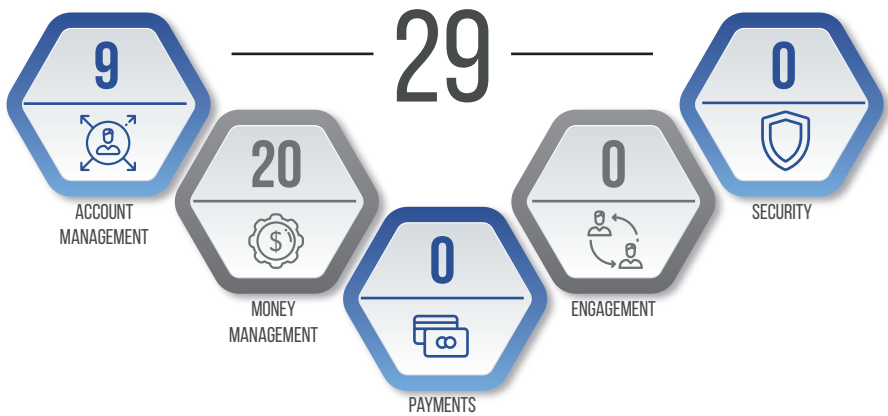 29
9
ACCOUNT
MANAGEMENT
20
MONEY
MANAGEMENT
0
PAYMENTS
0
ENGAGEMENT
0
SECURITY